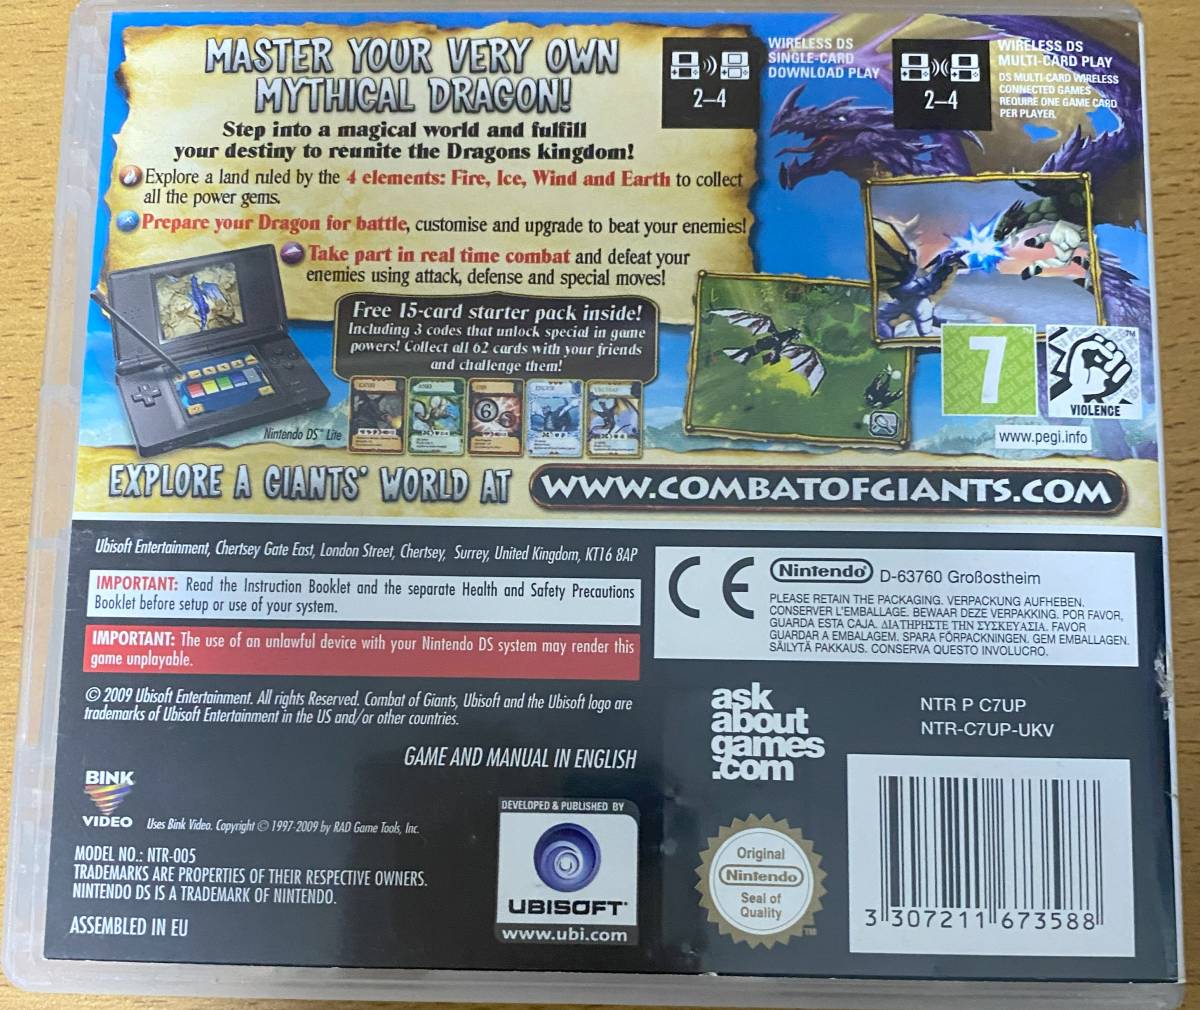 MASTER YOUR VERY OWN
MYTHICAL DRAGON!
Step into a magical world and fulfill
your destiny to reunite the Dragons kingdom!
Explore a land ruled by the 4 elements: Fire, Ice, Wind and Earth to collect
all the power gems.
Prepare your Dragon for battle, customise and upgrade to beat your enemies!
Take part in real time combat and defeat your
enemies using attack, defense and special moves!
Free 15-card starter pack inside!
Including 3 codes that unlock special in game
powers! Collect all 62 cards with your friends
and challenge them!
Nintendo DS™ Lite
2–4
WIRELESS DS
SINGLE-CARD
DOWNLOAD PLAY
2–4
WIRELESS DS
MULTI-CARD PLAY
DS MULTI-CARD WIRELESS
CONNECTED GAMES
REQUIRE ONE GAME CARD
PER PLAYER.
7
VIOLENCE
www.pegi.info
EXPLORE A GIANTS' WORLD AT
WWW.COMBATOFGIANTS.COM
Ubisoft Entertainment, Chertsey Gate East, London Street, Chertsey, Surrey, United Kingdom, KT16 8AP
IMPORTANT: Read the Instruction Booklet and the separate Health and Safety Precautions
Booklet before setup or use of your system.
IMPORTANT: The use of an unlawful device with your Nintendo DS system may render this
game unplayable.
© 2009 Ubisoft Entertainment. All rights Reserved. Combat of Giants, Ubisoft and the Ubisoft logo are
trademarks of Ubisoft Entertainment in the US and/or other countries.
GAME AND MANUAL IN ENGLISH
BINK
VIDEO
Uses Bink Video. Copyright © 1997-2009 by RAD Game Tools, Inc.
MODEL NO.: NTR-005
TRADEMARKS ARE PROPERTIES OF THEIR RESPECTIVE OWNERS.
NINTENDO DS IS A TRADEMARK OF NINTENDO.
ASSEMBLED IN EU
DEVELOPED & PUBLISHED BY
UBISOFT
www.ubi.com
CE
Nintendo® D-63760 Großostheim
PLEASE RETAIN THE PACKAGING. VERPACKUNG AUFHEBEN.
CONSERVER L'EMBALLAGE. BEWAAR DEZE VERPAKKING. POR FAVOR,
GUARDA ESTA CAJA. ΔΙΑΤΗΡΗΣΤΕ ΤΗΝ ΣΥΣΚΕΥΑΣΙΑ. FAVOR
GUARDAR A EMBALAGEM. SPARA FÖRPACKNINGEN. GEM EMBALLAGEN.
SÄILYTÄ PAKKAUS. CONSERVA QUESTO INVOLUCRO.
ask
about
games
.com
NTR P C7UP
NTR-C7UP-UKV
Original
Nintendo
Seal of
Quality
TM
3 307211 673588